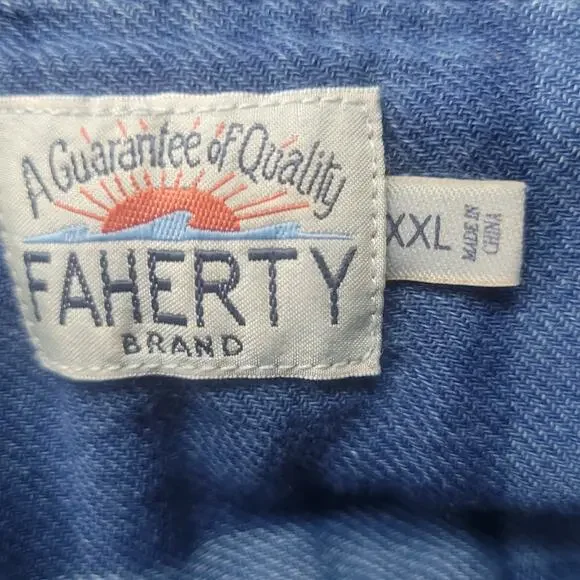 A Guarantee of Quality
FAHERTY
BRAND
XXL
MADE IN
CHINA